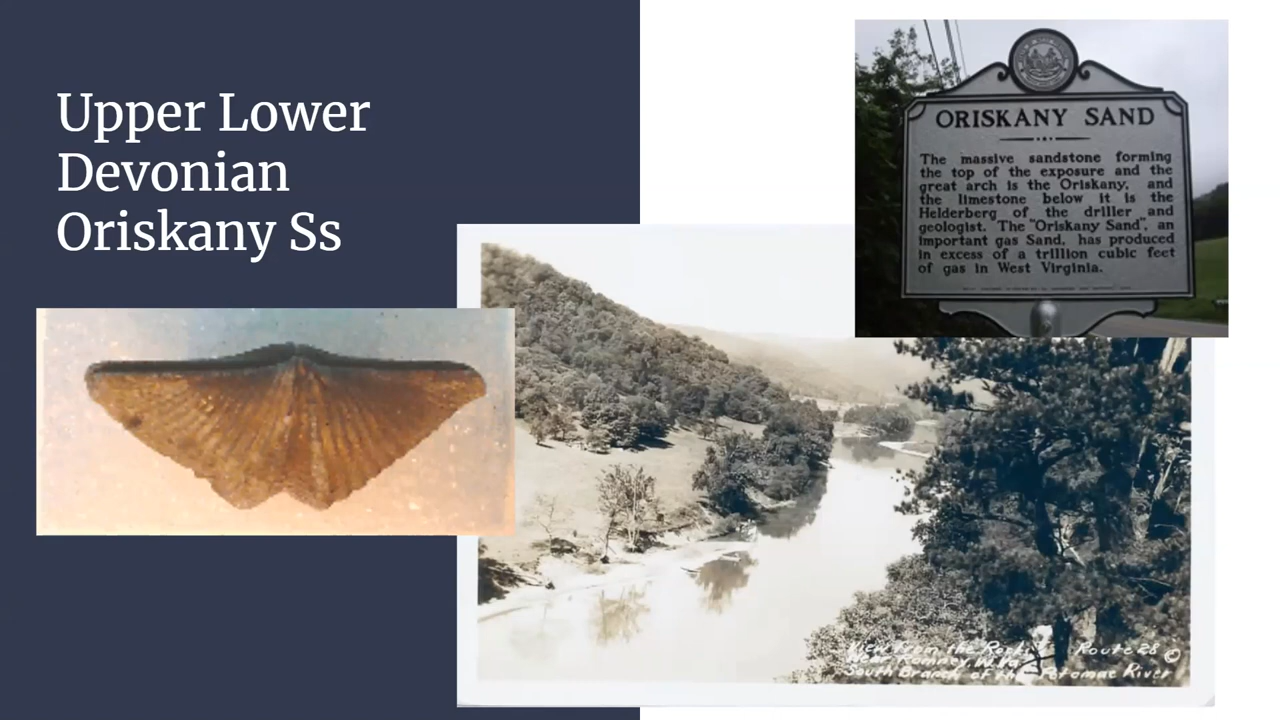 Upper Lower
Devonian
Oriskany Ss
ORISKANY SAND
The massive sandstone forming
the top of the exposure and the
great arch is the Oriskany, and
the limestone below it is the
Helderberg of the driller and
geologist. The "Oriskany Sand", an
important gas Sand, has produced
in excess of a trillion cubic feet
of gas in West Virginia.
View from the Rocks Route 28 ©
Near Romney, W.Va.
South Branch of the Potomac River